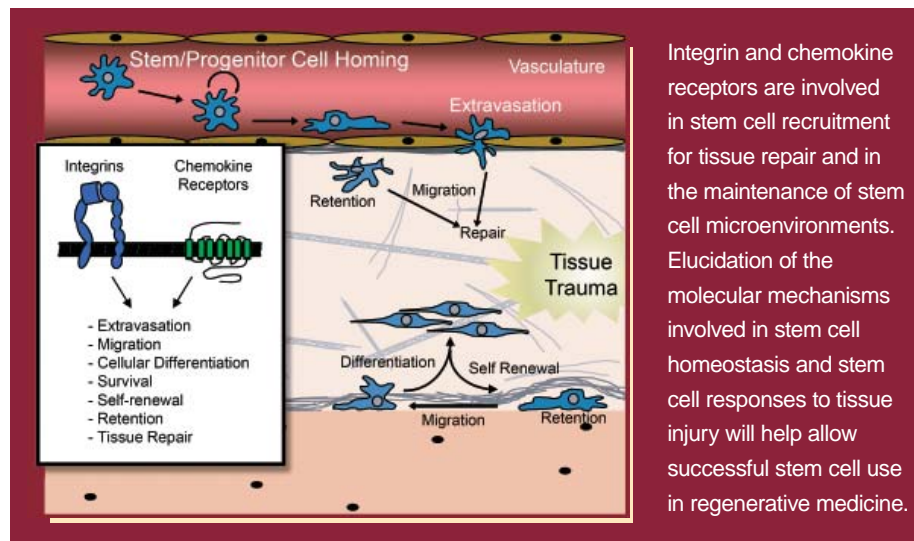 Stem/Progenitor Cell Homing
Vasculature
Extravasation
Integrins
Chemokine
Receptors
- Extravasation
- Migration
- Cellular Differentiation
- Survival
- Self-renewal
- Retention
- Tissue Repair
Retention
Migration
Repair
Tissue
Trauma
Differentiation
Self Renewal
Migration
Retention
Integrin and chemokine
receptors are involved
in stem cell recruitment
for tissue repair and in
the maintenance of stem
cell microenvironments.
Elucidation of the
molecular mechanisms
involved in stem cell
homeostasis and stem
cell responses to tissue
injury will help allow
successful stem cell use
in regenerative medicine.